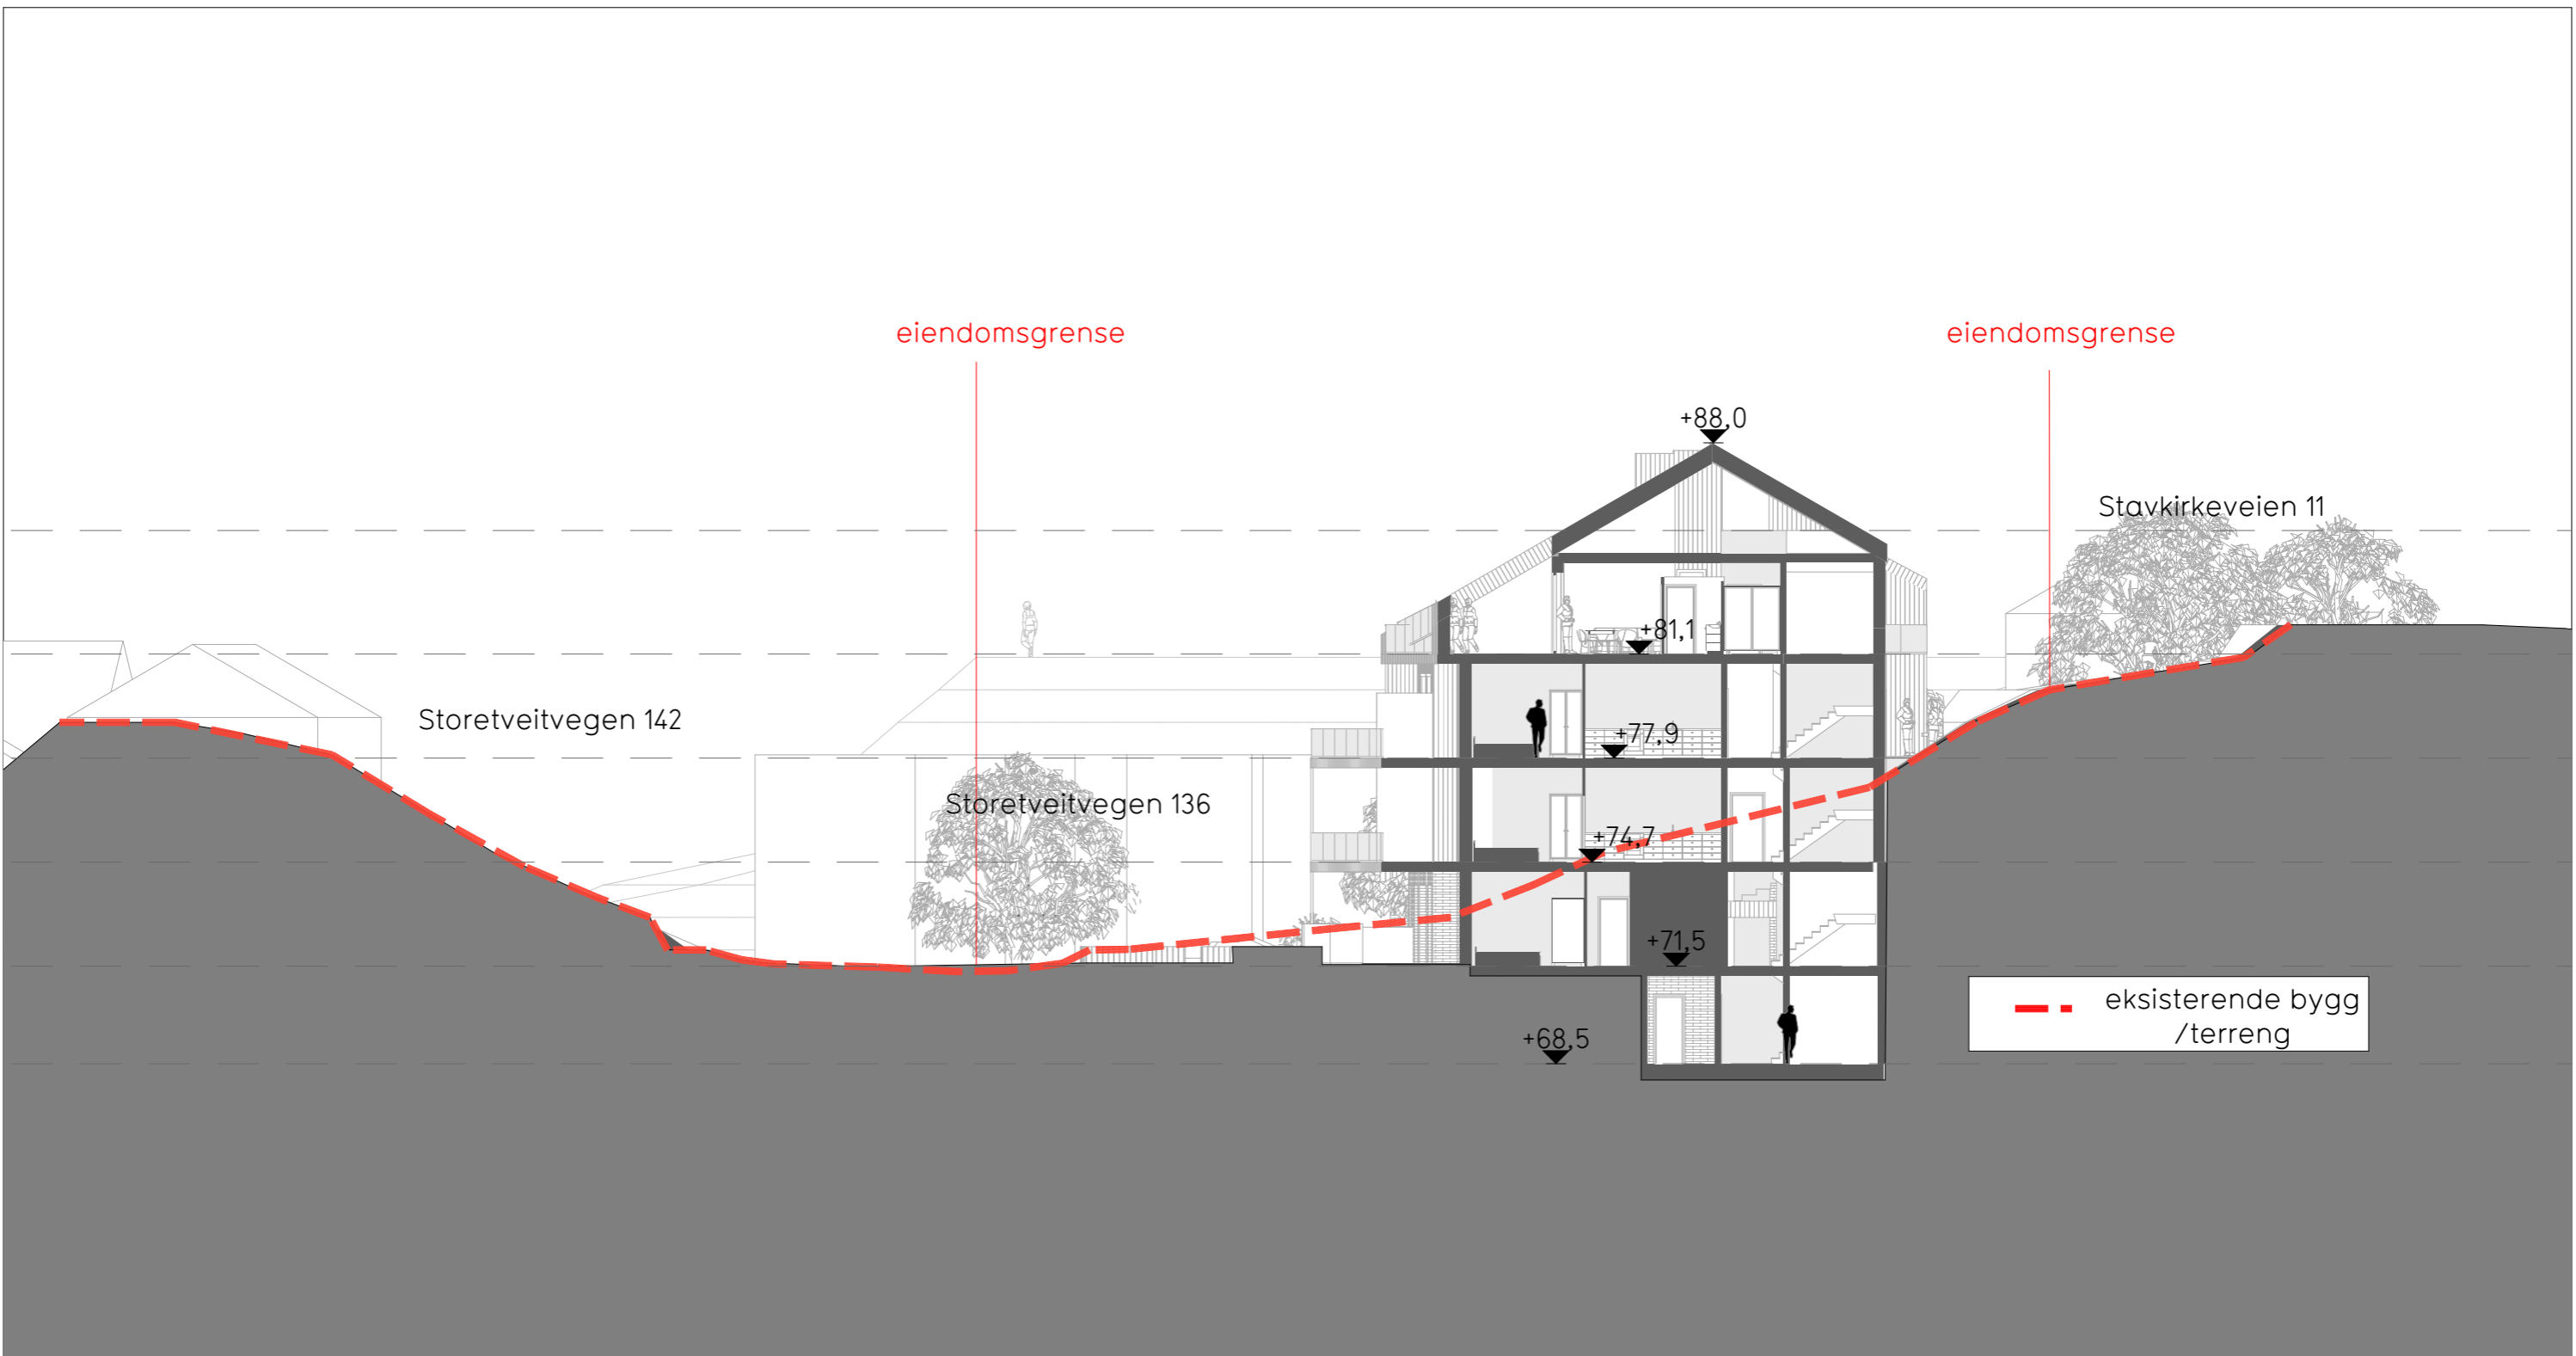 eiendomsgrense
eiendomsgrense
+88,0
Stavkirkeveien 11
+81,1
Storetveitvegen 142
+77,9
Storetveitvegen 136
+74,7
+71,5
eksisterende bygg
/terreng
+68,5